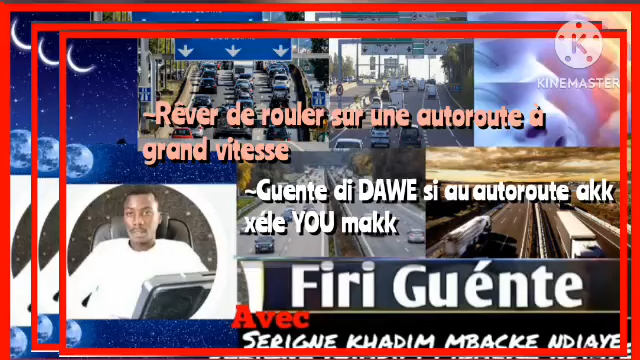 KINEMASTER
~Rêver de rouler sur une autoroute à
grand vitesse
~Guente di DAWE si au autoroute akk
xéle YOU makk
Firi Guénte
Avec
SERIGNE KHADIM MBACKE NDIAYE